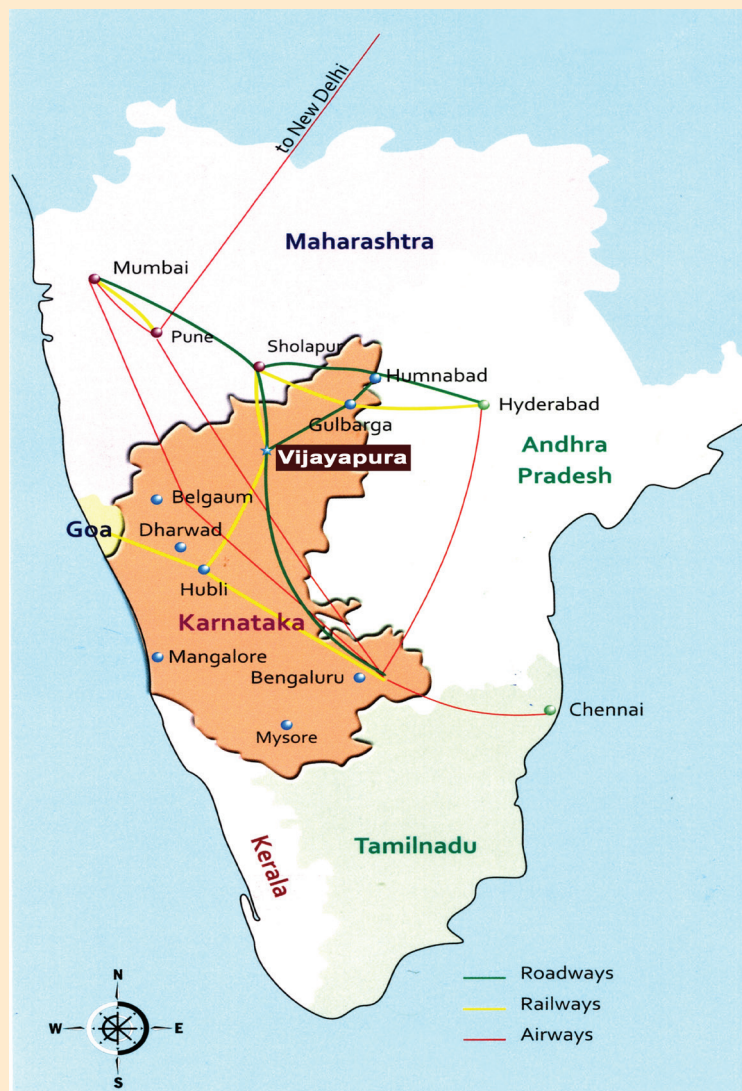 to New Delhi
Maharashtra
Mumbai
Pune
Sholapur
Humnabad
Gulbarga
Hyderabad
Vijayapura
Andhra
Pradesh
Belgaum
Goa
Dharwad
Hubli
Karnataka
Mangalore
Bengaluru
Mysore
Chennai
Kerala
Tamilnadu
Roadways
Railways
Airways
N
W
E
S